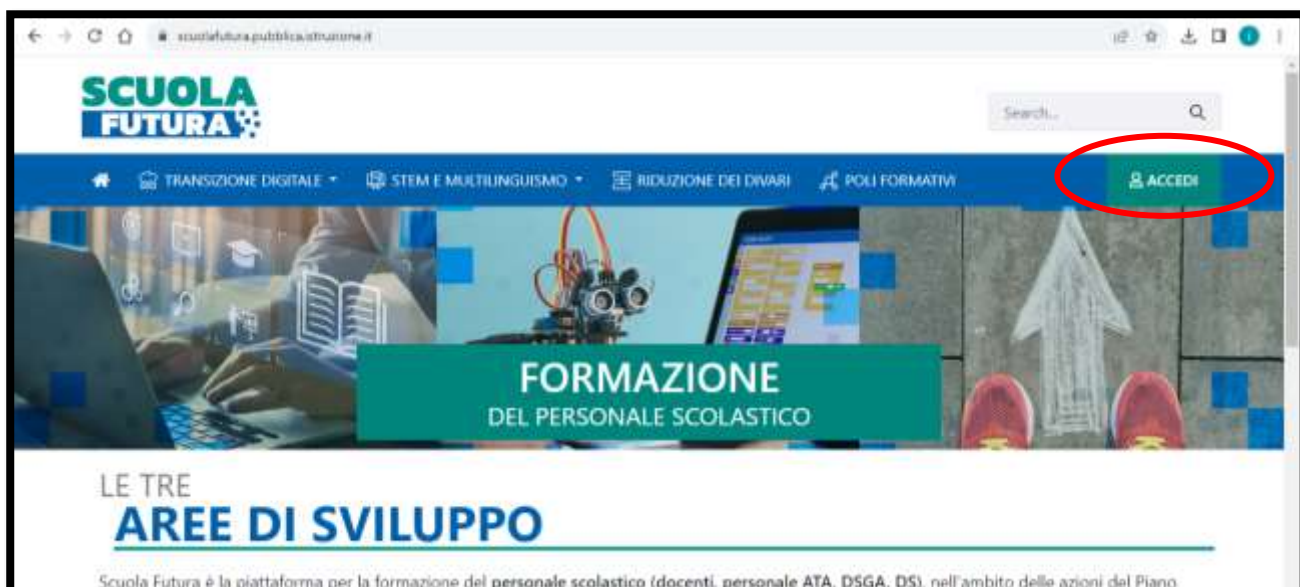 scuolafutura.pubblica.istruzione.it
SCUOLA
FUTURA
Search...
TRANSIZIONE DIGITALE
STEM E MULTILINGUISMO
RIDUZIONE DEI DIVARI
POLI FORMATIVI
ACCEDI
FORMAZIONE
DEL PERSONALE SCOLASTICO
LE TRE
AREE DI SVILUPPO
Scuola Futura è la piattaforma per la formazione del personale scolastico (docenti, personale ATA, DSGA, DS), nell'ambito delle azioni del Piano